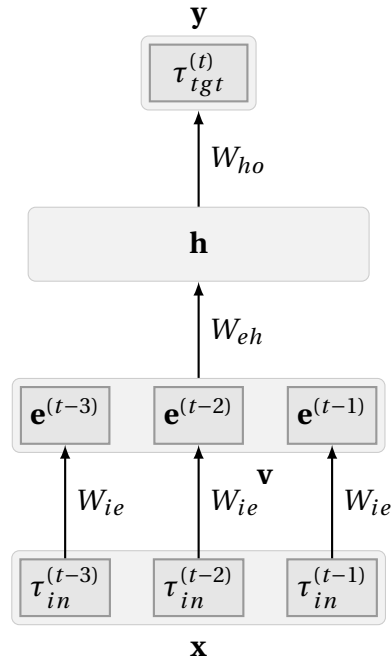 y
τ_{tgt}^{(t)}
W_{ho}
h
W_{eh}
e^{(t−3)} e^{(t−2)} e^{(t−1)}
v
W_{ie} W_{ie} W_{ie}
τ_{in}^{(t−3)} τ_{in}^{(t−2)} τ_{in}^{(t−1)}
x